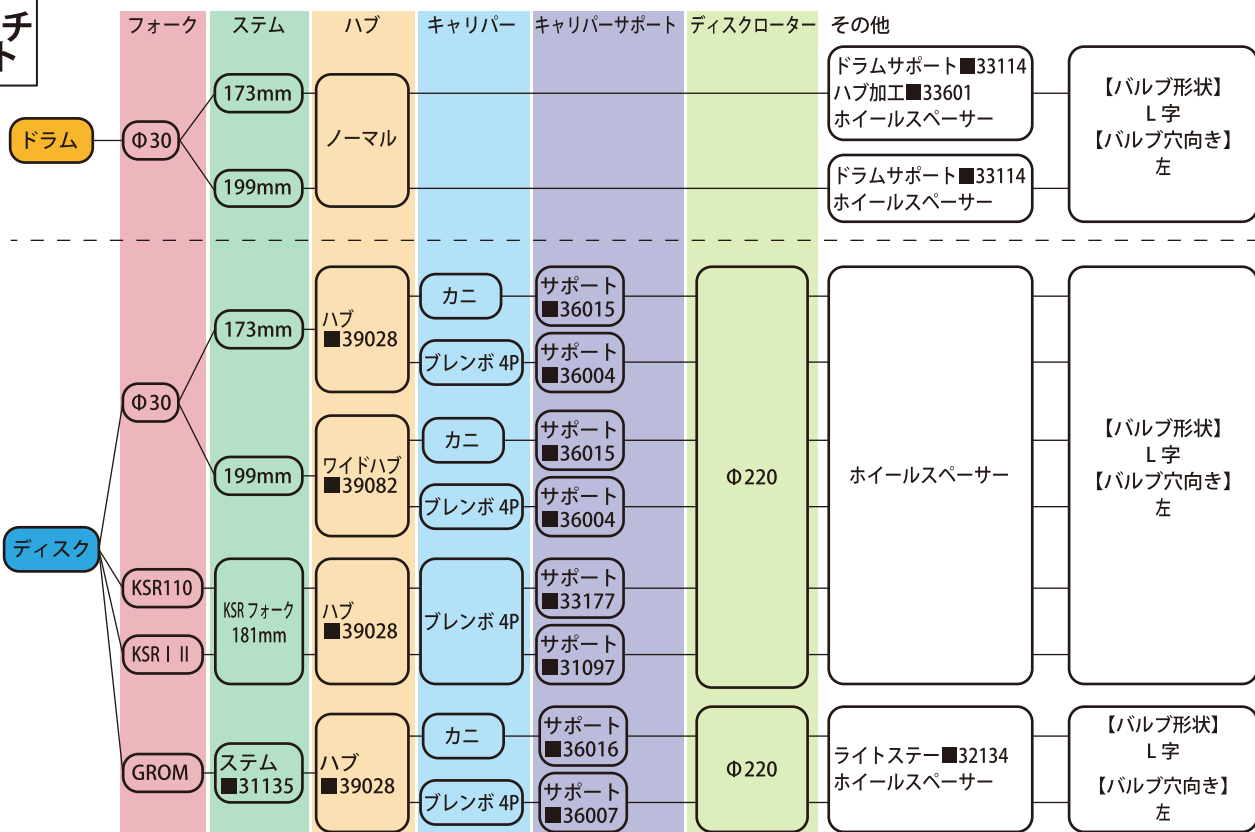 チ
ト
フォーク
ステム
ハブ
キャリパー
キャリパーサポート
ディスクローター
その他
ドラム
Φ30
173mm
199mm
ノーマル
ドラムサポート■33114
ハブ加工■33601
ホイールスペーサー
ドラムサポート■33114
ホイールスペーサー
【バルブ形状】
L字
【バルブ穴向き】
左
ディスク
Φ30
173mm
ハブ
■39028
カニ
サポート
■36015
ブレンボ 4P
サポート
■36004
199mm
ワイドハブ
■39082
カニ
サポート
■36015
ブレンボ 4P
サポート
■36004
KSR110
KSR I II
KSRフォーク
181mm
ハブ
■39028
ブレンボ 4P
サポート
■33177
サポート
■31097
Φ220
ホイールスペーサー
【バルブ形状】
L字
【バルブ穴向き】
左
GROM
ステム
■31135
ハブ
■39028
カニ
サポート
■36016
ブレンボ 4P
サポート
■36007
Φ220
ライトステー■32134
ホイールスペーサー
【バルブ形状】
L字
【バルブ穴向き】
左